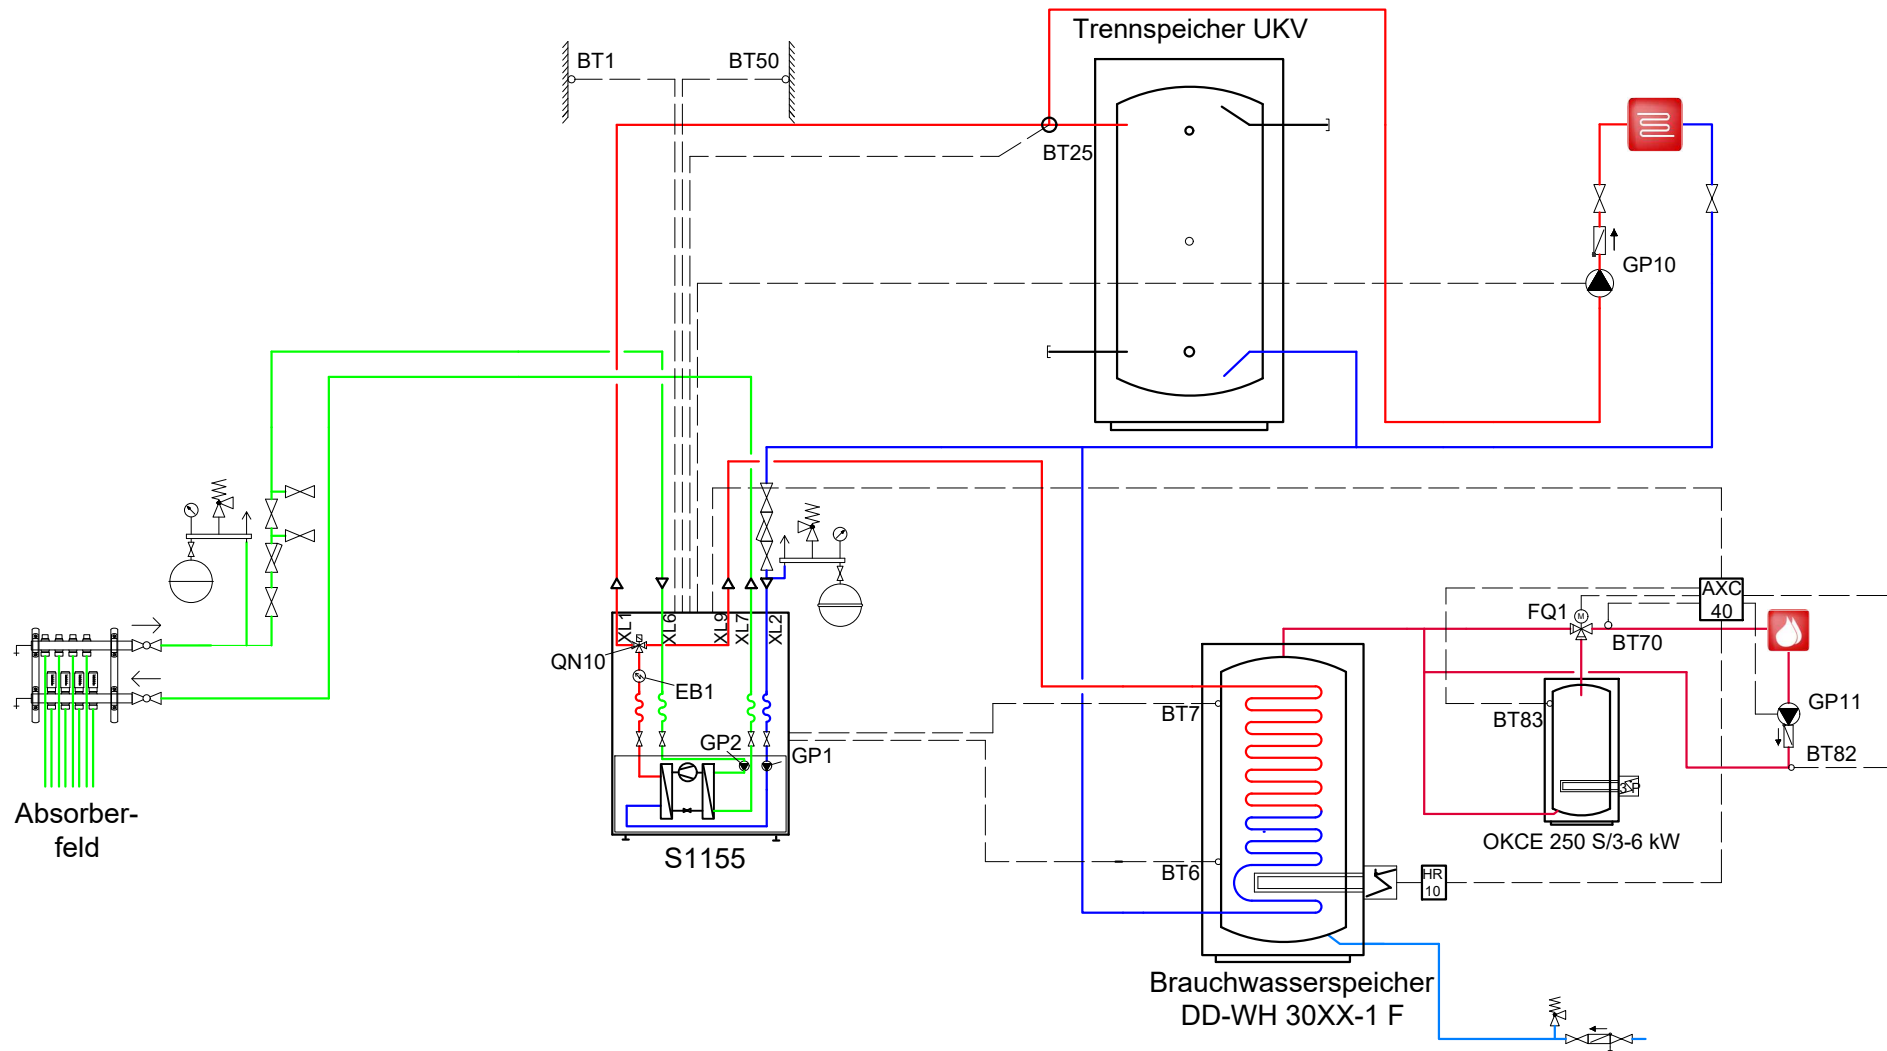 Trennspeicher UKV
BT1
BT50
BT25
GP10
XL1
XL6
XL9
XL7
XL2
QN10
EB1
GP2
GP1
S1155
Absorber-
feld
AXC
40
FQ1
M
BT70
BT7
BT83
GP11
BT82
OKCE 250 S/3-6 kW
BT6
HR
10
Brauchwasserspeicher
DD-WH 30XX-1 F